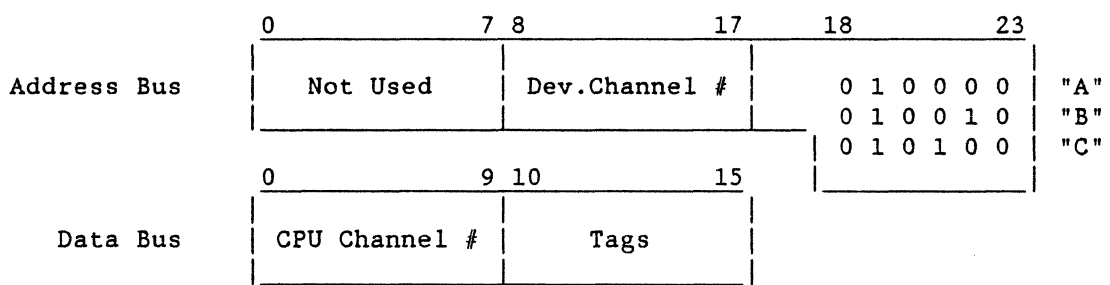 0 7 8 17 18 23
Address Bus Not Used Dev.Channel # 0 1 0 0 0 0 "A"
0 1 0 0 1 0 "B"
0 1 0 1 0 0 "C"
0 9 10 15
Data Bus CPU Channel # Tags